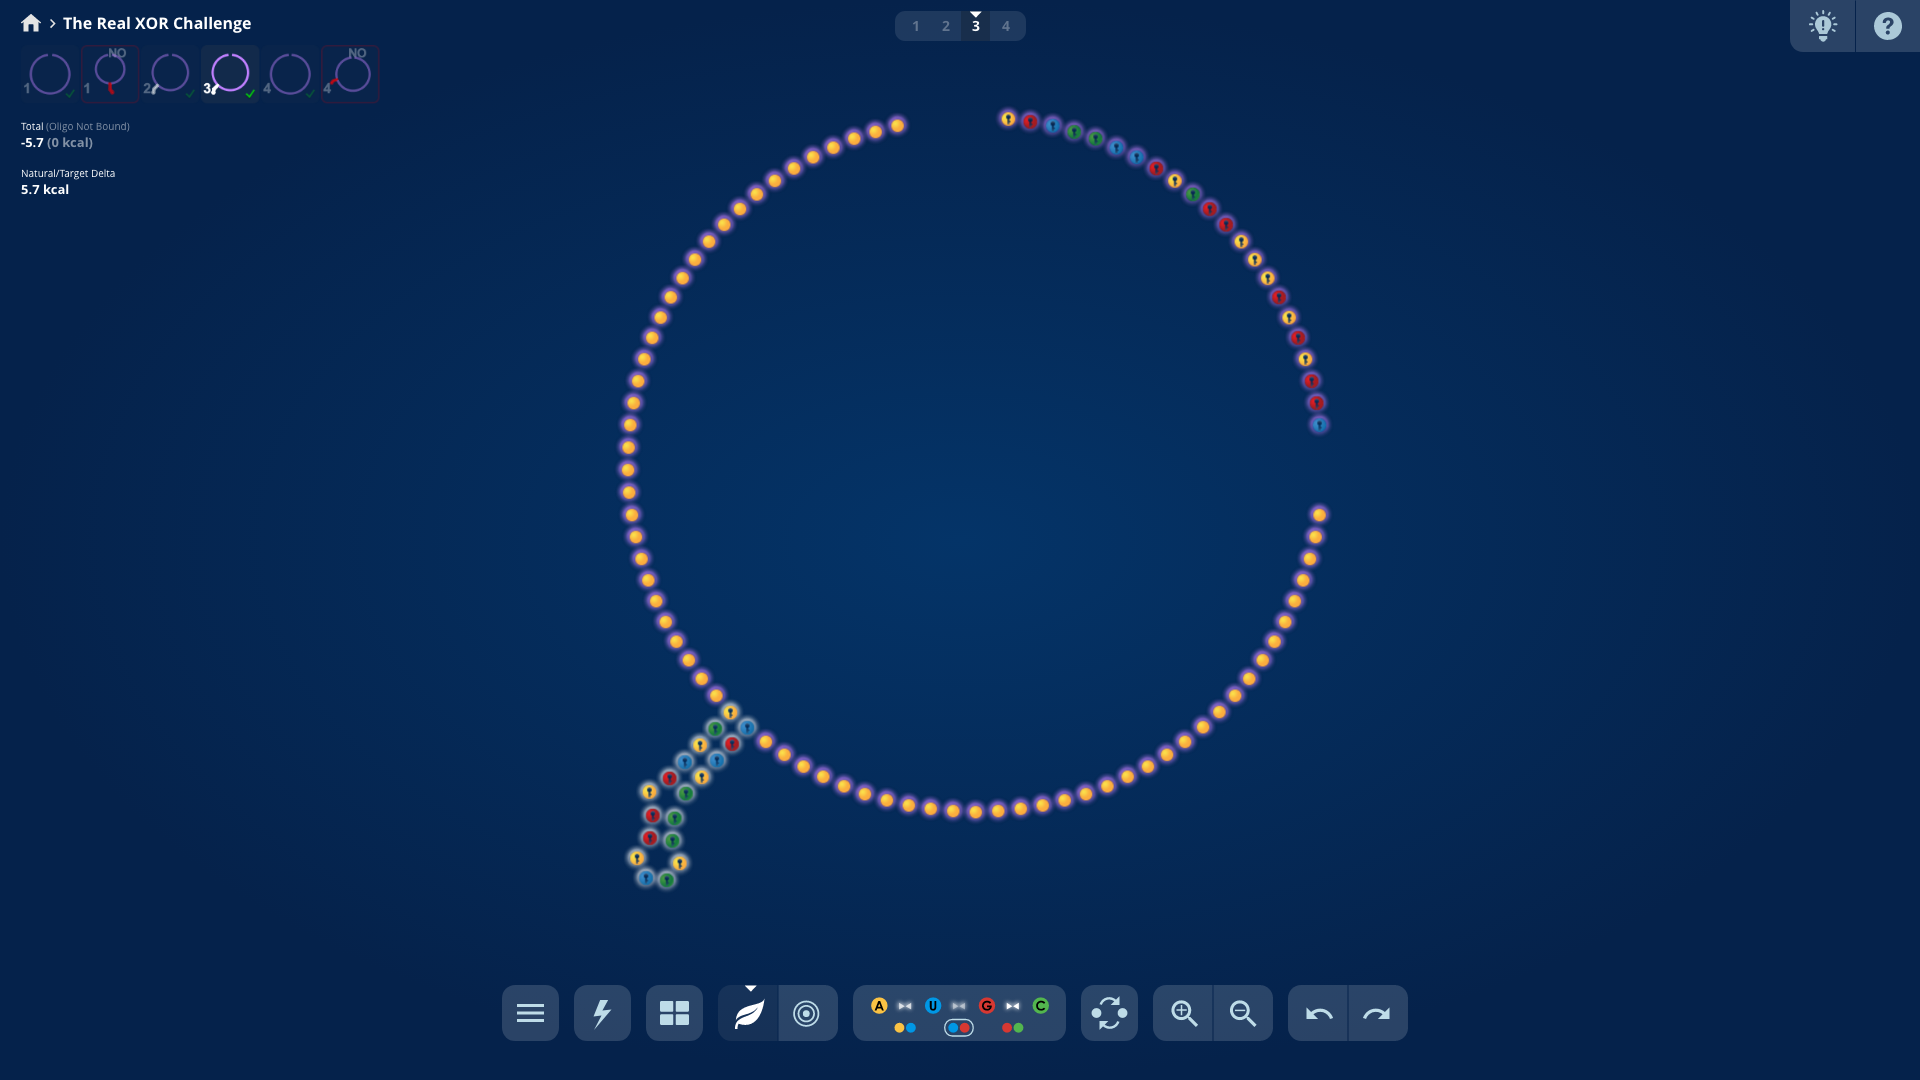 The Real XOR Challenge
1 2 3 4
1 NO 1 2 3 4 NO 4
Total (Oligo Not Bound)
-5.7 (0 kcal)
Natural/Target Delta
5.7 kcal
A U G C